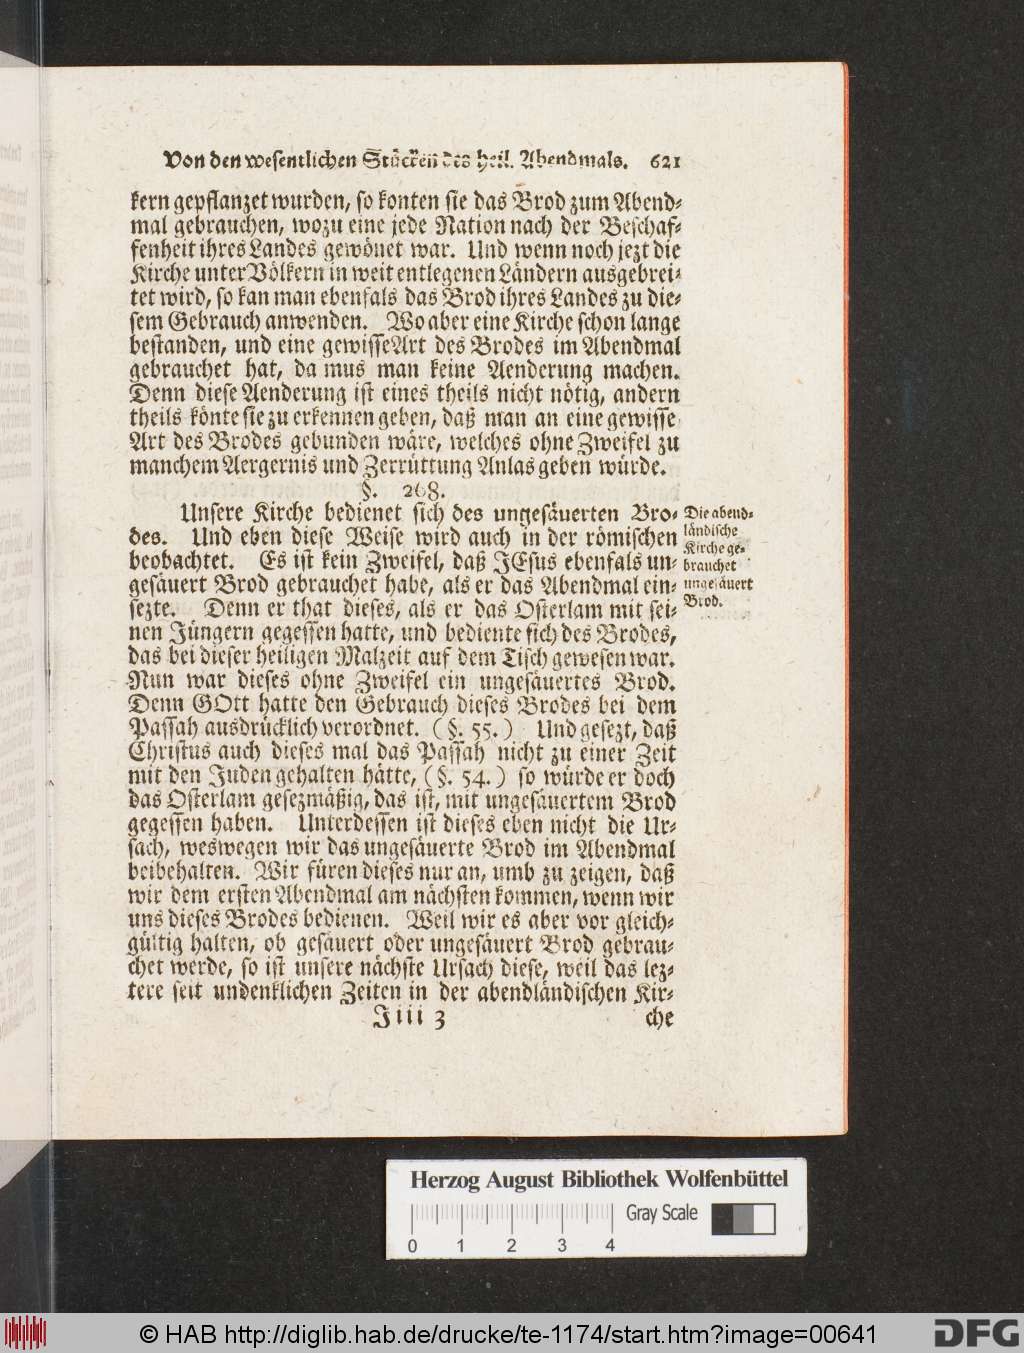 Von den wesentlichen Stücken des heil. Abendmals. 621
kern gepflanzet wurden, so konten sie das Brod zum Abend-
mal gebrauchen, wozu eine jede Nation nach der Beschaf-
fenheit ihres Landes gewönet war. Und wenn noch jezt die
Kirche unter Völkern in weit entlegenen Ländern ausgebrei-
tet wird, so kan man ebenfals das Brod ihres Landes zu die-
sem Gebrauch anwenden. Wo aber eine Kirche schon lange
bestanden, und eine gewisse Art des Brodes im Abendmal
gebrauchet hat, da mus man keine Aenderung machen.
Denn diese Aenderung ist eines theils nicht nötig, andern
theils könte sie zu erkennen geben, daß man an eine gewisse
Art des Brodes gebunden wäre, welches ohne Zweifel zu
manchem Aergernis und Zerrüttung Anlas geben würde.
§. 268.
Unsere Kirche bedienet sich des ungesäuerten Bro-
des. Und eben diese Weise wird auch in der römischen
beobachtet. Es ist kein Zweifel, daß JEsus ebenfals un-
gesäuert Brod gebrauchet habe, als er das Abendmal ein-
sezte. Denn er that dieses, als er das Osterlam mit sei-
nen Jüngern gegessen hatte, und bediente sich des Brodes,
das bei dieser heiligen Malzeit auf dem Tisch gewesen war.
Nun war dieses ohne Zweifel ein ungesäuertes Brod.
Denn GOtt hatte den Gebrauch dieses Brodes bei dem
Passah ausdrücklich verordnet. (§. 55.) Und gesezt, daß
Christus auch dieses mal das Passah nicht zu einer Zeit
mit den Juden gehalten hätte, (§. 54.) so würde er doch
das Osterlam gesezmäßig, das ist, mit ungesäuertem Brod
gegessen haben. Unterdessen ist dieses eben nicht die Ur-
sach, weswegen wir das ungesäuerte Brod im Abendmal
beibehalten. Wir füren dieses nur an, umb zu zeigen, daß
wir dem ersten Abendmal am nächsten kommen, wenn wir
uns dieses Brodes bedienen. Weil wir es aber vor gleich-
gültig halten, ob gesäuert oder ungesäuert Brod gebrau-
chet werde, so ist unsere nächste Ursach diese, weil das lez-
tere seit undenklichen Zeiten in der abendländischen Kir-
Jiii 3 che
Die abend-
ländische
Kirche ge-
brauchet
ungesäuert
Brod.
Herzog August Bibliothek Wolfenbüttel
Gray Scale
0 1 2 3 4
© HAB http://diglib.hab.de/drucke/te-1174/start.htm?image=00641
DFG